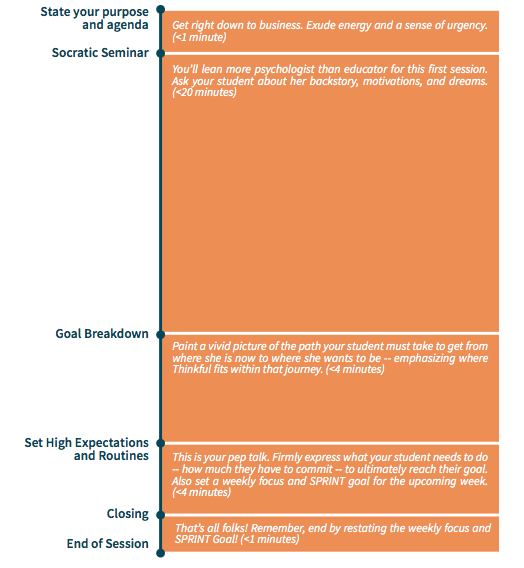 State your purpose
and agenda
Get right down to business. Exude energy and a sense of urgency.
(<1 minute)
Socratic Seminar
You'll lean more psychologist than educator for this first session.
Ask your student about her backstory, motivations, and dreams.
(<20 minutes)
Goal Breakdown
Paint a vivid picture of the path your student must take to get from
where she is now to where she wants to be -- emphasizing where
Thinkful fits within that journey. (<4 minutes)
Set High Expectations
and Routines
This is your pep talk. Firmly express what your student needs to do
-- how much they have to commit -- to ultimately reach their goal.
Also set a weekly focus and SPRINT goal for the upcoming week.
(<4 minutes)
Closing
That's all folks! Remember, end by restating the weekly focus and
SPRINT Goal! (<1 minutes)
End of Session